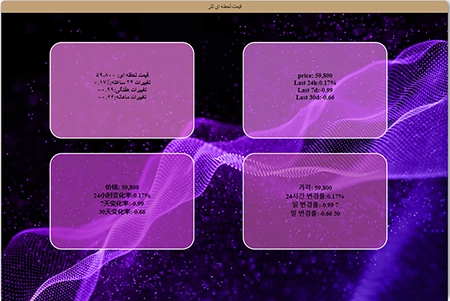 قیمت لحظه ای تتر
قیمت لحظه ای: ۵۹,۸۰۰
تغییرات ۲۴ ساعته:٪۰.۱۷
تغییرات هفتگی:۰.۹۹-
تغییرات ماهانه:۰.۶۶-
price: 59,800
Last 24h:0.17%
Last 7d:-0.99
Last 30d:-0.66
价格: 59,800
24小时变化率:0.17%
7天变化率:-0.99
30天变化率:-0.66
가격: 59,800
24시간 변경률:0.17%
일 변경률:-0.99 7
일 변경률:-0.66 30